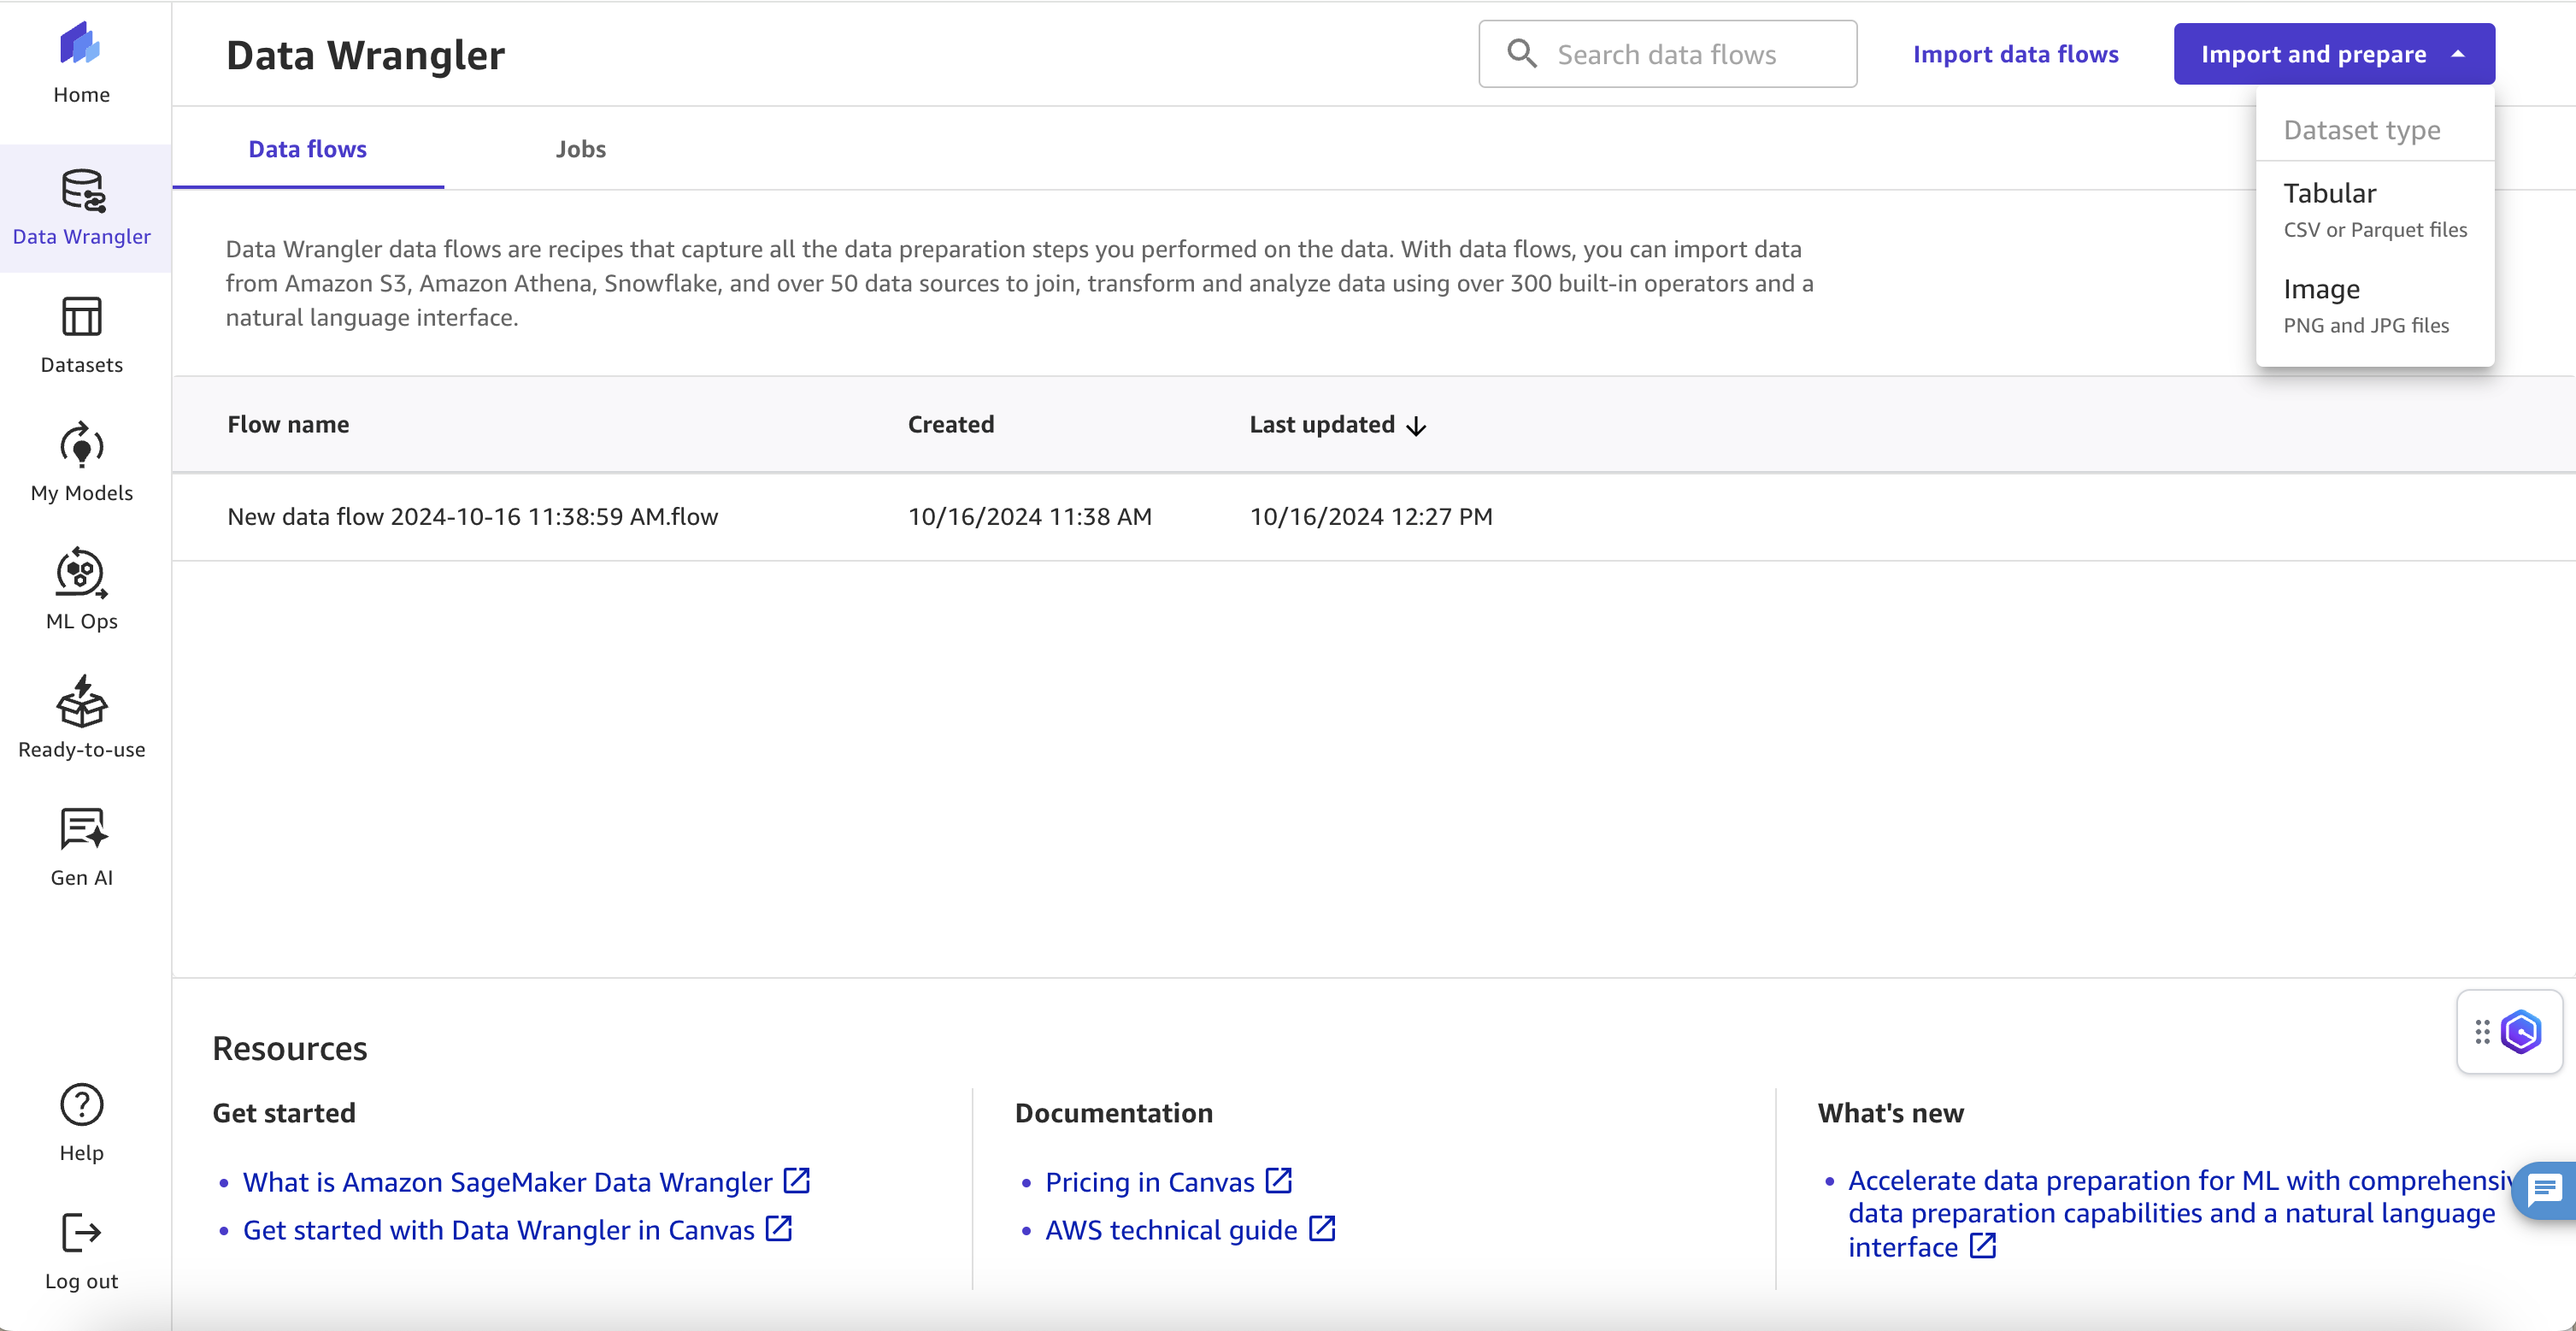 Home
Data Wrangler
Datasets
My Models
ML Ops
Ready-to-use
Gen AI
Help
Log out
Data Wrangler
Search data flows
Import data flows
Import and prepare
Dataset type
Tabular
CSV or Parquet files
Image
PNG and JPG files
Data flows
Jobs
Data Wrangler data flows are recipes that capture all the data preparation steps you performed on the data. With data flows, you can import data
from Amazon S3, Amazon Athena, Snowflake, and over 50 data sources to join, transform and analyze data using over 300 built-in operators and a
natural language interface.
Flow name Created Last updated
New data flow 2024-10-16 11:38:59 AM.flow 10/16/2024 11:38 AM 10/16/2024 12:27 PM
Resources
Get started
• What is Amazon SageMaker Data Wrangler
• Get started with Data Wrangler in Canvas
Documentation
• Pricing in Canvas
• AWS technical guide
What's new
• Accelerate data preparation for ML with
data preparation capabilities and a natural language
interface